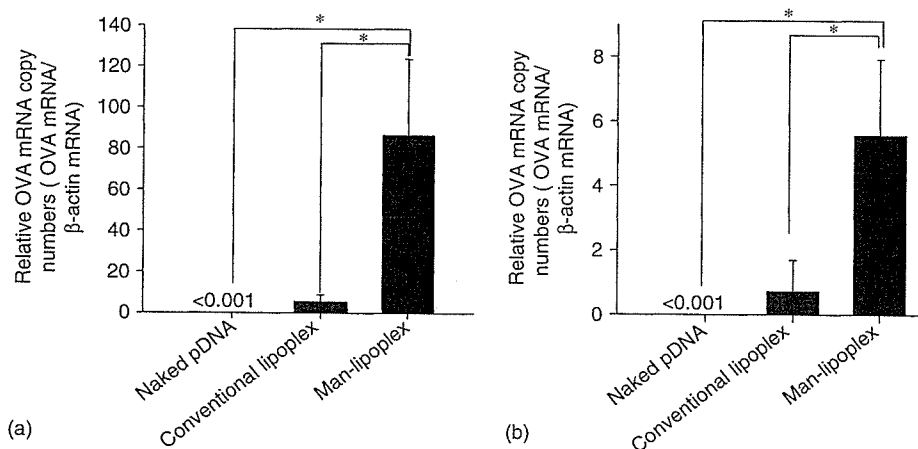 Relative OVA mRNA copy
numbers ( OVA mRNA/
β-actin mRNA)
140
120
100
80
60
40
20
0
*
*
<0.001
Naked pDNA
Conventional lipoplex
Man-lipoplex
(a)
Relative OVA mRNA copy
numbers ( OVA mRNA/
β-actin mRNA)
8
6
4
2
0
*
*
<0.001
Naked pDNA
Conventional lipoplex
Man-lipoplex
(b)